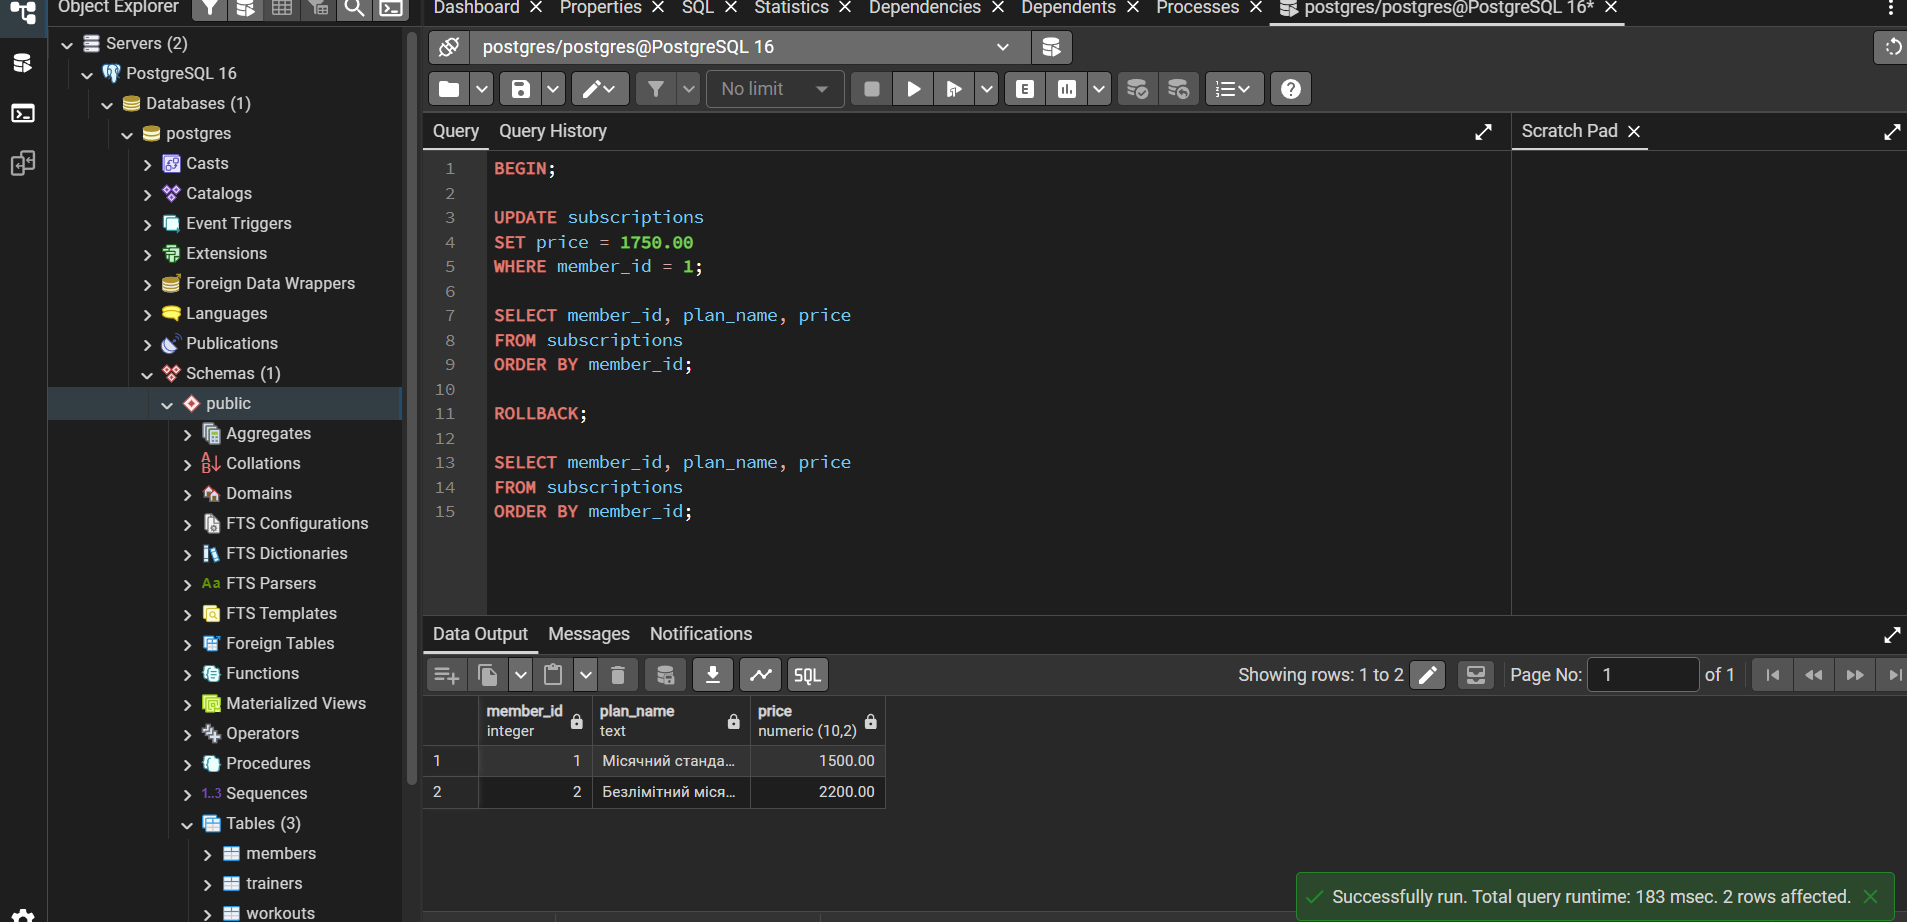 Object Explorer
Dashboard
Properties
SQL
Statistics
Dependencies
Dependents
Processes
postgres/postgres@PostgreSQL 16*
Servers (2)
PostgreSQL 16
Databases (1)
postgres
Casts
Catalogs
Event Triggers
Extensions
Foreign Data Wrappers
Languages
Publications
Schemas (1)
public
Aggregates
Collations
Domains
FTS Configurations
FTS Dictionaries
Aa FTS Parsers
FTS Templates
Foreign Tables
Functions
Materialized Views
Operators
Procedures
1..3 Sequences
Tables (3)
members
trainers
workouts
postgres/postgres@PostgreSQL 16
No limit
E
Query
Query History
Scratch Pad
1 BEGIN;
2
3 UPDATE subscriptions
4 SET price = 1750.00
5 WHERE member_id = 1;
6
7 SELECT member_id, plan_name, price
8 FROM subscriptions
9 ORDER BY member_id;
10
11 ROLLBACK;
12
13 SELECT member_id, plan_name, price
14 FROM subscriptions
15 ORDER BY member_id;
Data Output
Messages
Notifications
SQL
Showing rows: 1 to 2
Page No: 1 of 1
member_id integer
plan_name text
price numeric (10,2)
1 1 Місячний станда... 1500.00
2 2 Безлімітний міся... 2200.00
Successfully run. Total query runtime: 183 msec. 2 rows affected.